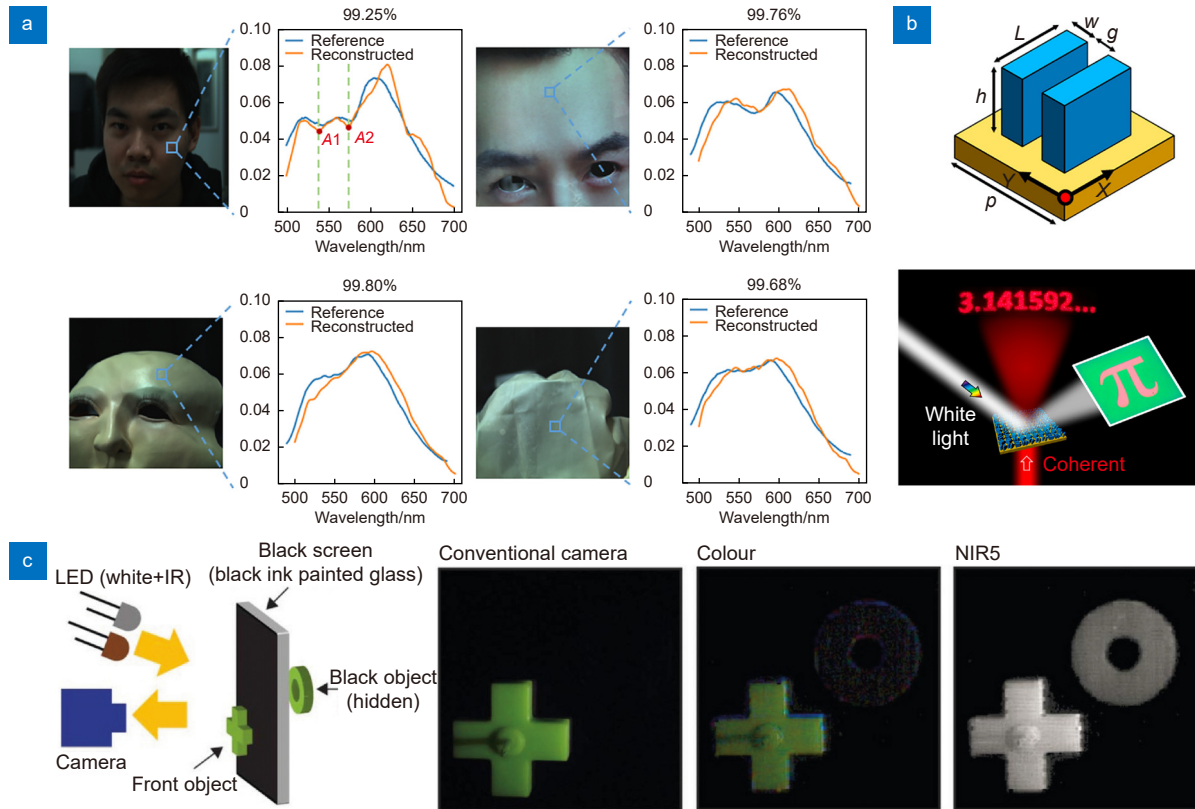 a
99.25%
0.10
0.08
0.06
0.04
0.02
0
Reference
Reconstructed
A1
A2
500
550
600
650
700
Wavelength/nm
99.76%
0.10
0.08
0.06
0.04
0.02
0
Reference
Reconstructed
500
550
600
650
700
Wavelength/nm
99.80%
0.10
0.08
0.06
0.04
0.02
0
Reference
Reconstructed
500
550
600
650
700
Wavelength/nm
99.68%
0.10
0.08
0.06
0.04
0.02
0
Reference
Reconstructed
500
550
600
650
700
Wavelength/nm
b
L
w
g
h
Y
X
p
3.141592...
π
White
light
Coherent
c
LED (white+IR)
Black screen
(black ink painted glass)
Black object
(hidden)
Camera
Front object
Conventional camera
Colour
NIR5